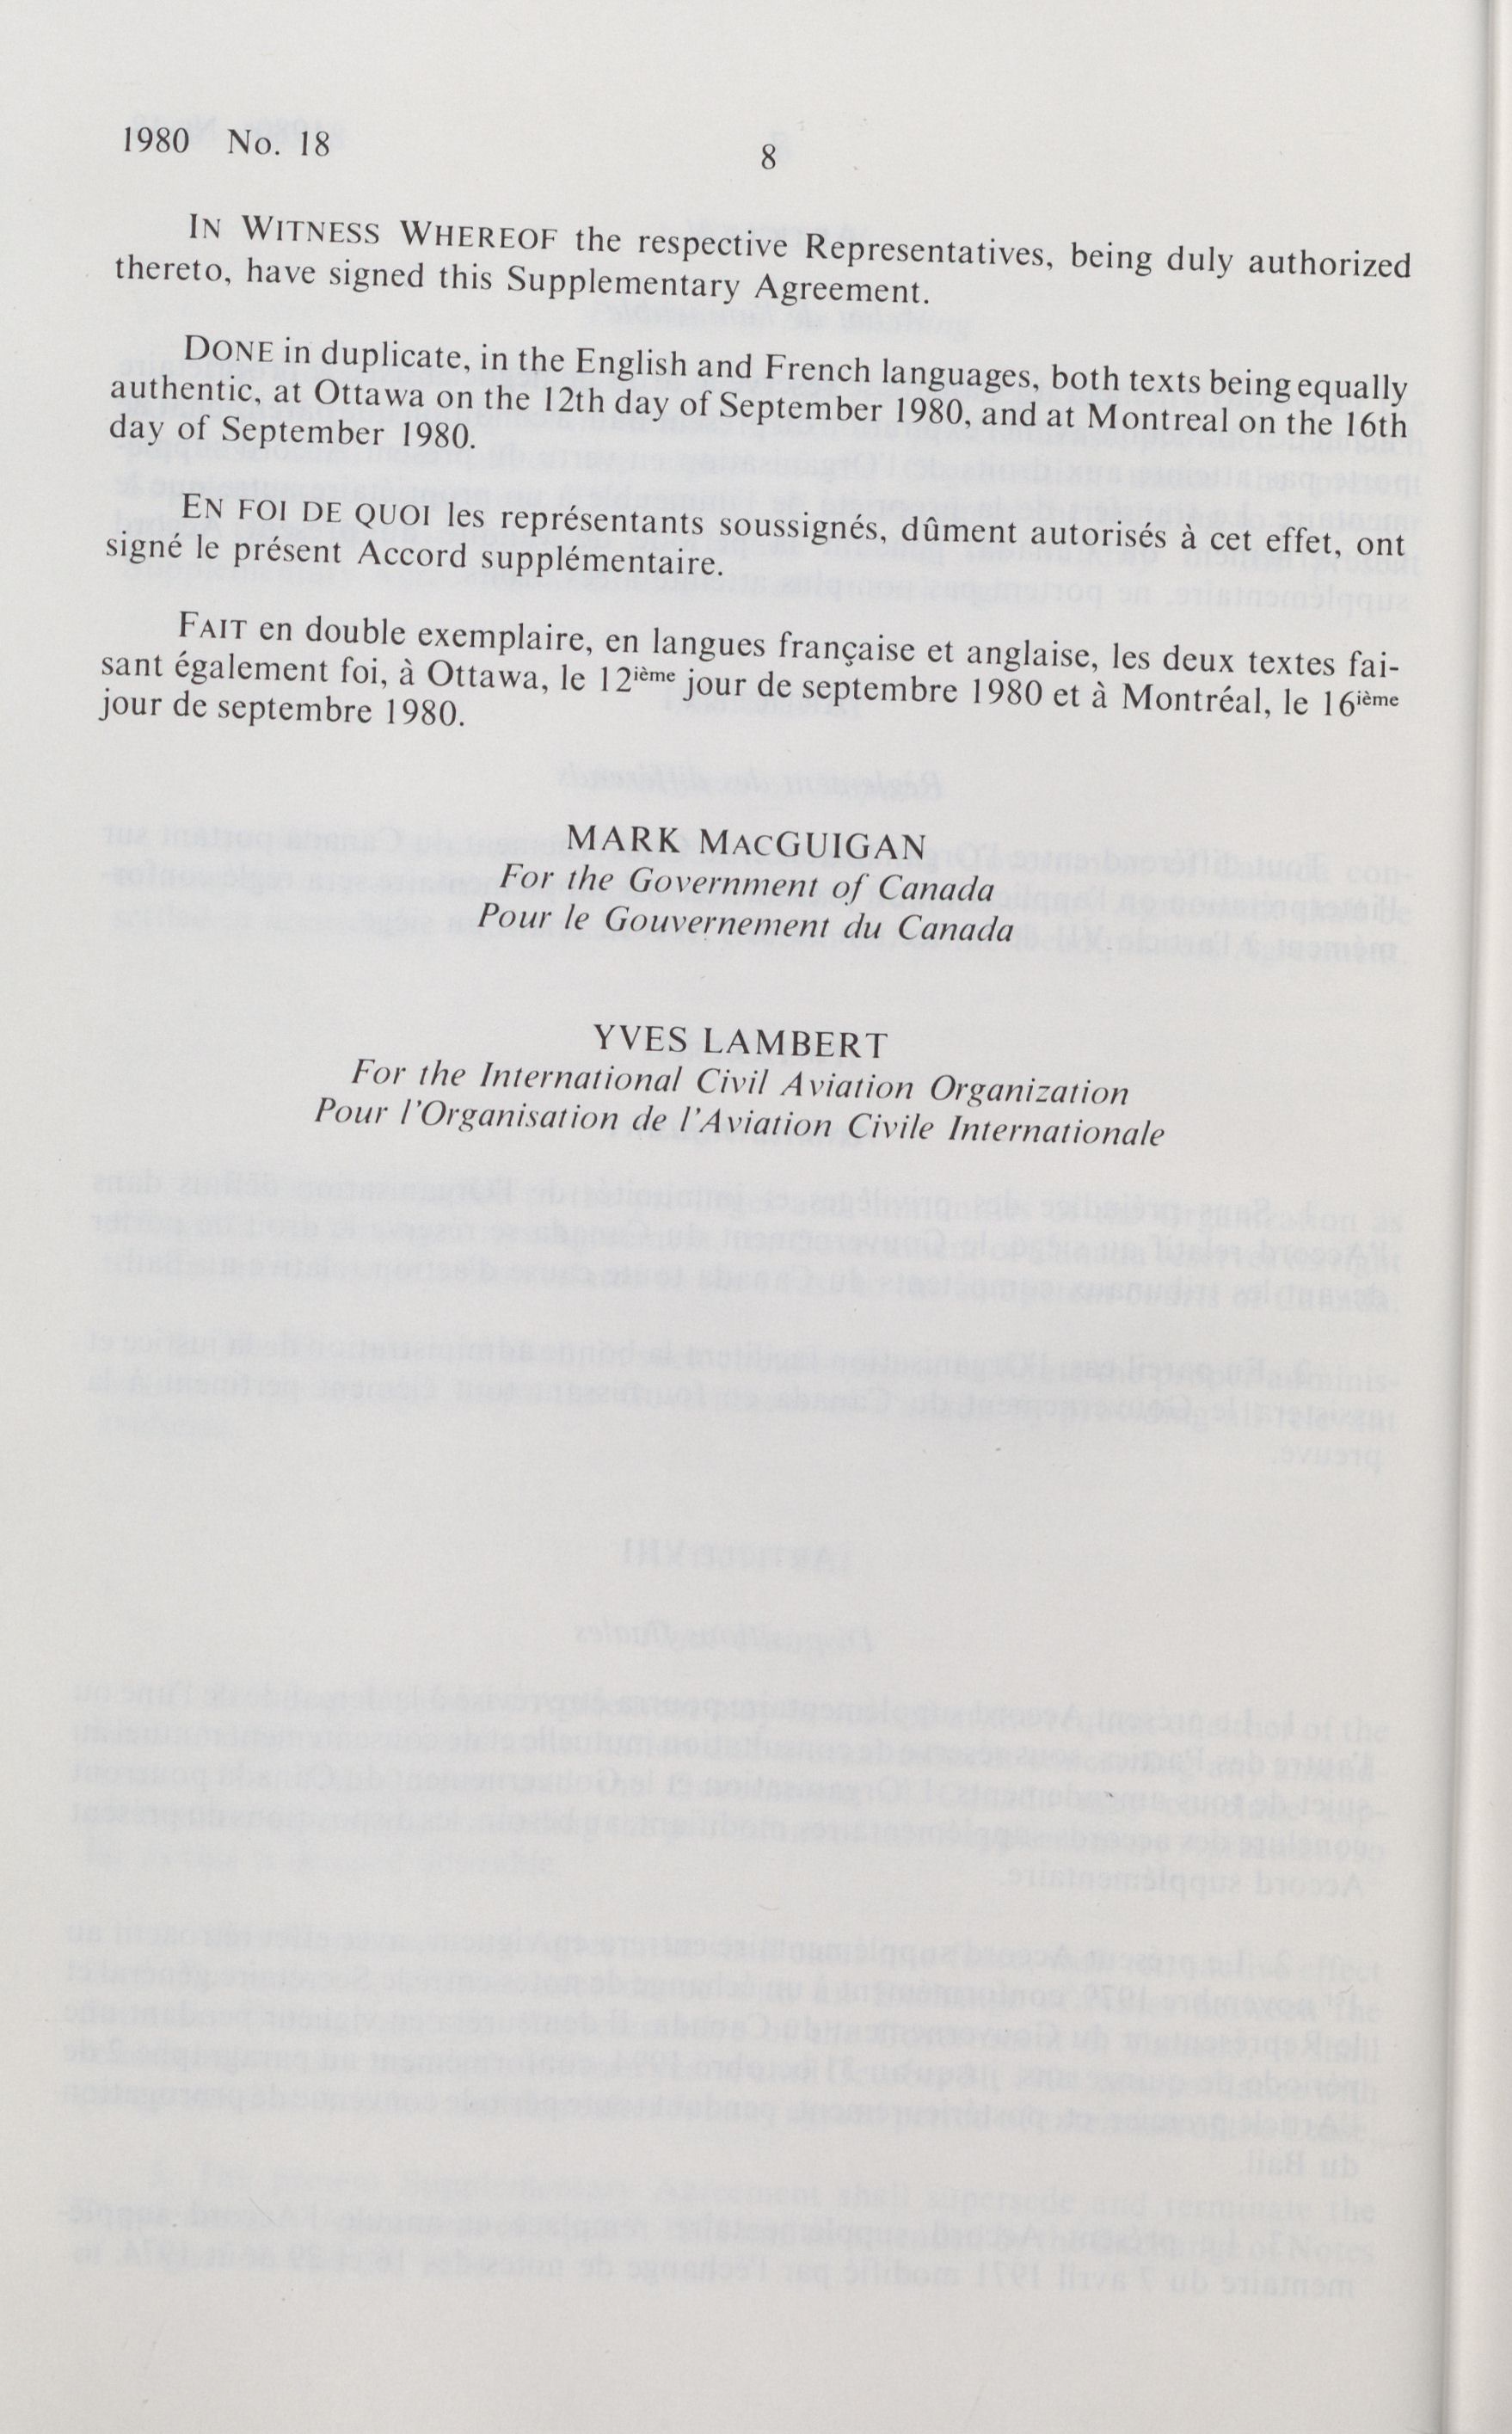 1980 No. 18
8
IN WITNESS WHEREOF the respective Representatives, being duly authorized
thereto, have signed this Supplementary Agreement.
DONE in duplicate, in the English and French languages, both texts being equally
authentic, at Ottawa on the 12th day of September 1980, and at Montreal on the 16th
day of September 1980.
EN FOI DE QUOI les représentants soussignés, dûment autorisés à cet effet, ont
signé le présent Accord supplémentaire.
FAIT en double exemplaire, en langues française et anglaise, les deux textes fai-
sant également foi, à Ottawa, le 12ième jour de septembre 1980 et à Montréal, le 16ième
jour de septembre 1980.
MARK MACGUIGAN
For the Government of Canada
Pour le Gouvernement du Canada
YVES LAMBERT
For the International Civil Aviation Organization
Pour l'Organisation de l'Aviation Civile Internationale